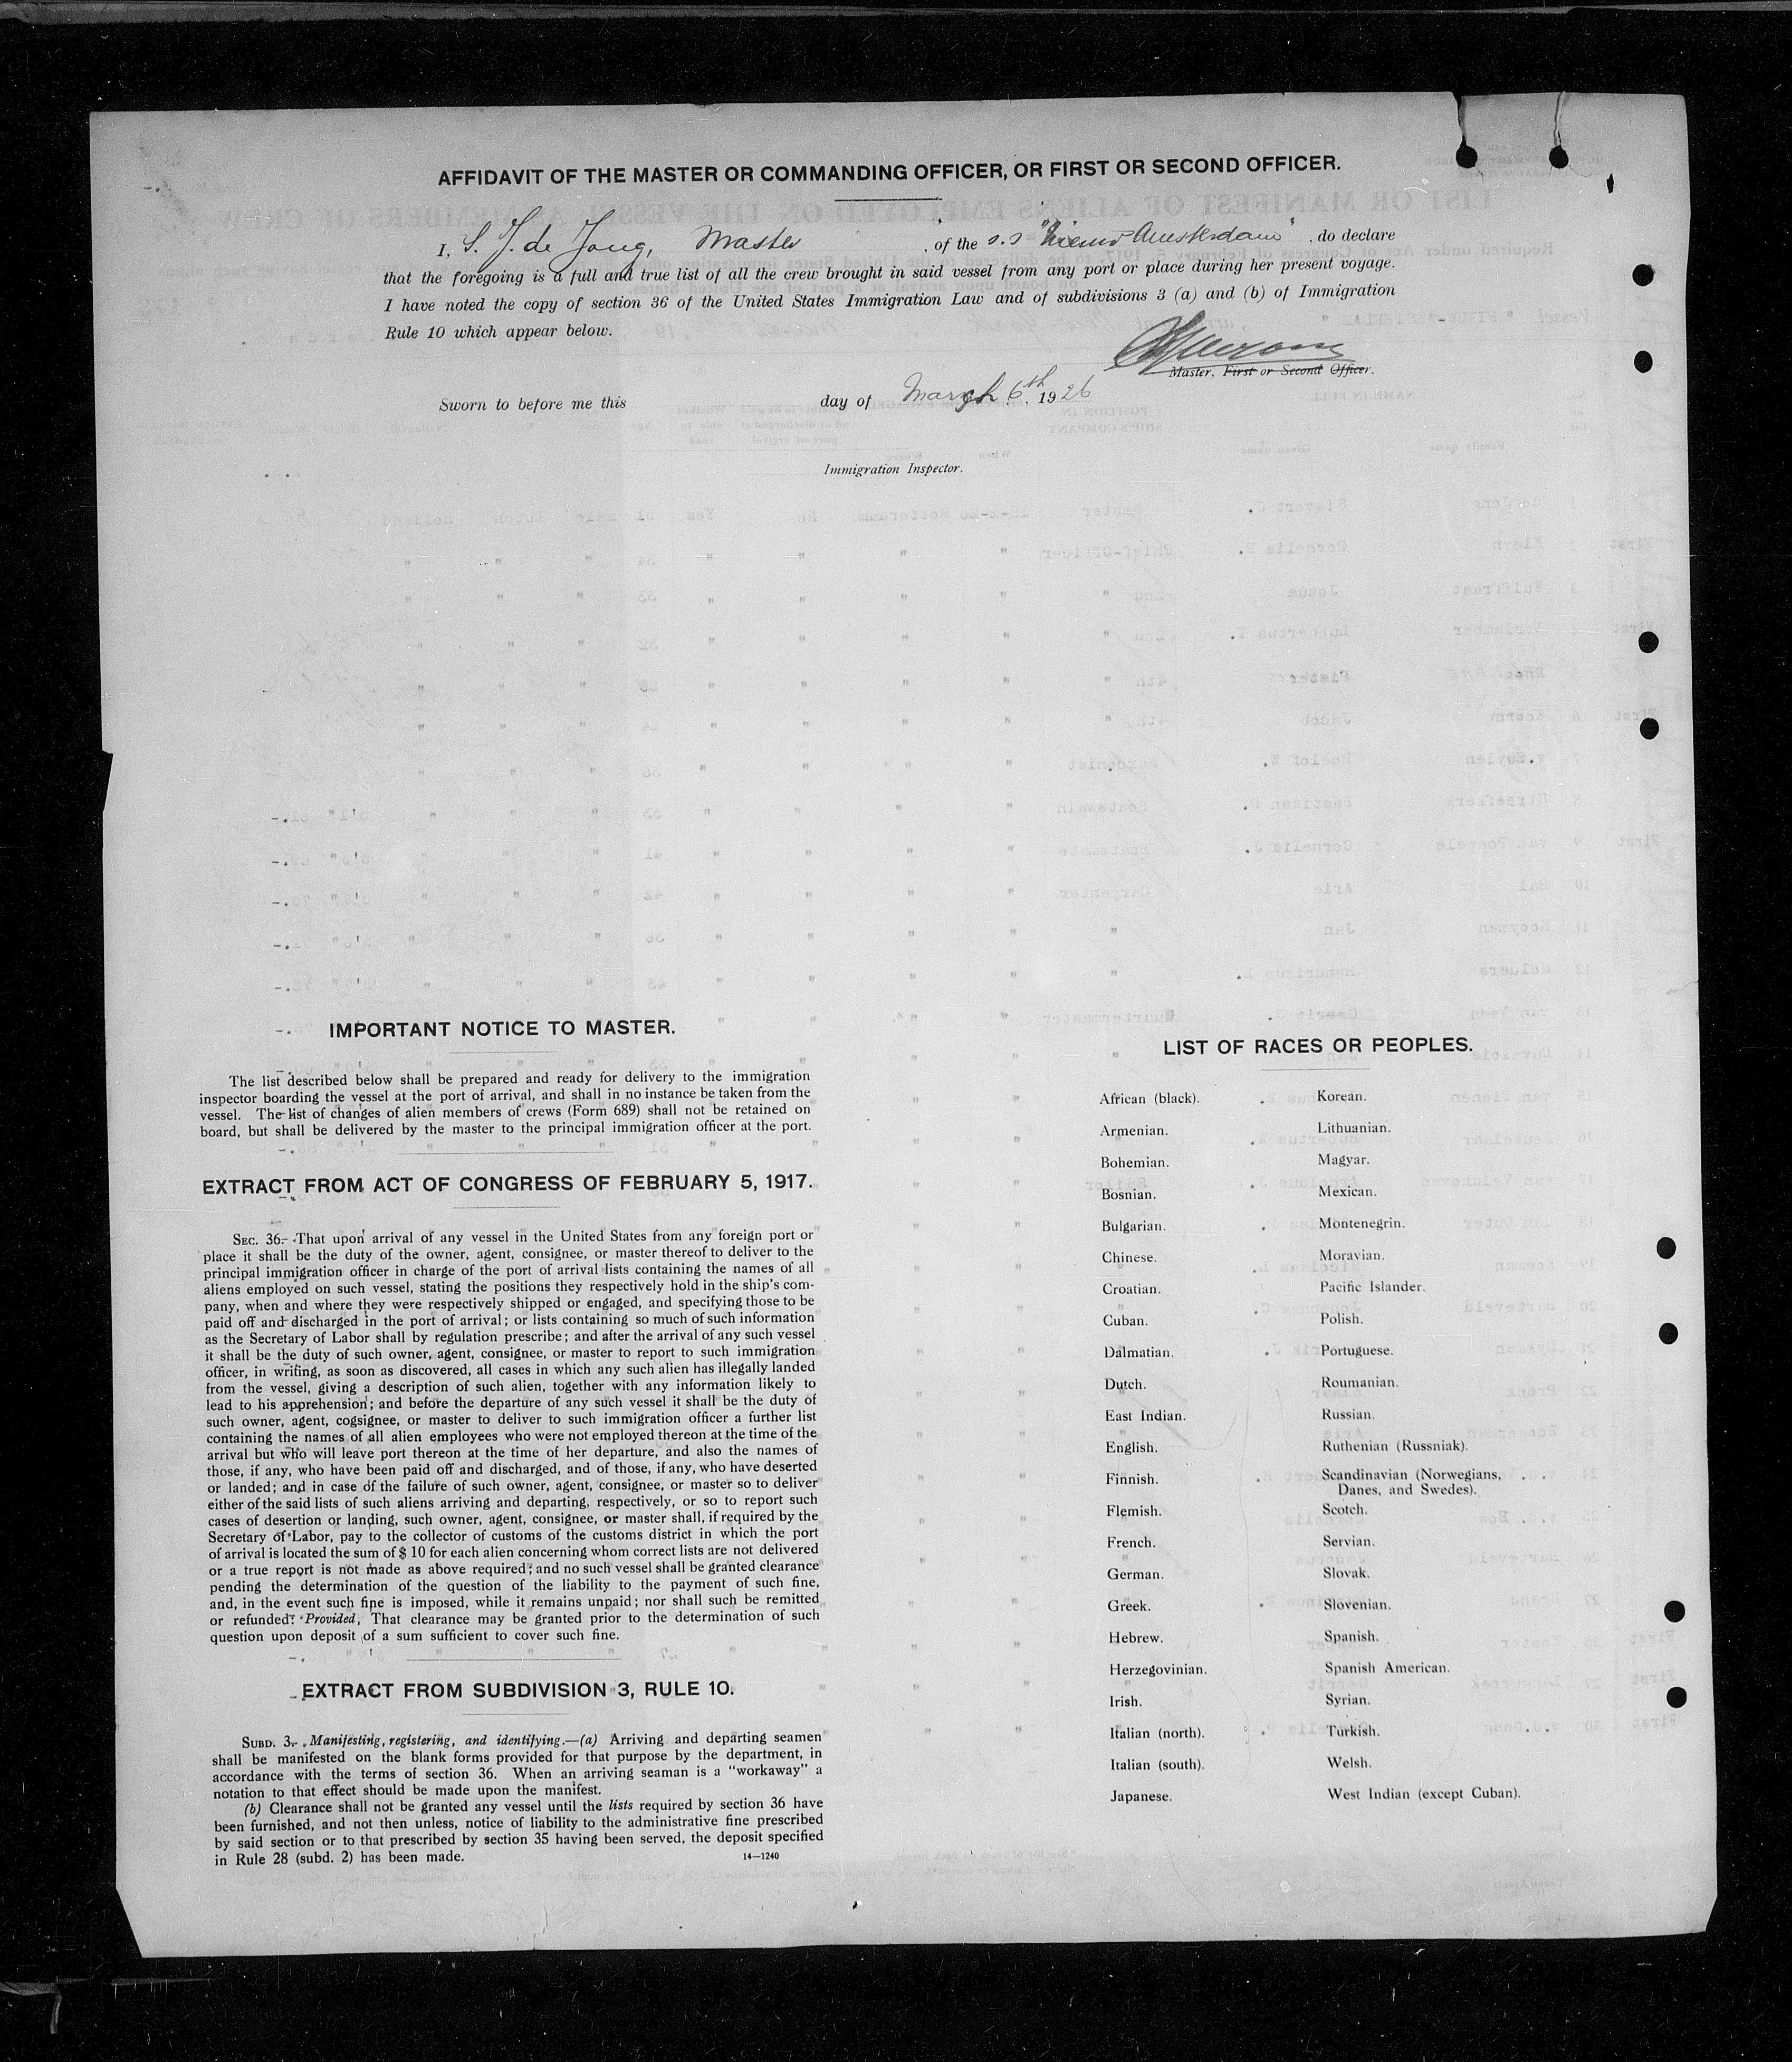 AFFIDAVIT OF THE MASTER OR COMMANDING OFFICER, OR FIRST OR SECOND OFFICER.
I, S. J. de Jong, Master, of the s.s "Nieuw Amsterdam", do declare
that the foregoing is a full and true list of all the crew brought in said vessel from any port or place during her present voyage.
I have noted the copy of section 36 of the United States Immigration Law and of subdivisions 3 (a) and (b) of Immigration
Rule 10 which appear below.
Master, First or Second Officer.
Sworn to before me this day of March 6th, 1926
Immigration Inspector.
IMPORTANT NOTICE TO MASTER.
The list described below shall be prepared and ready for delivery to the immigration
inspector boarding the vessel at the port of arrival, and shall in no instance be taken from the
vessel. The list of changes of alien members of crews (Form 689) shall not be retained on
board, but shall be delivered by the master to the principal immigration officer at the port.
EXTRACT FROM ACT OF CONGRESS OF FEBRUARY 5, 1917.
SEC. 36. That upon arrival of any vessel in the United States from any foreign port or
place it shall be the duty of the owner, agent, consignee, or master thereof to deliver to the
principal immigration officer in charge of the port of arrival lists containing the names of all
aliens employed on such vessel, stating the positions they respectively hold in the ship's com-
pany, when and where they were respectively shipped or engaged, and specifying those to be
paid off and discharged in the port of arrival; or lists containing so much of such information
as the Secretary of Labor shall by regulation prescribe; and after the arrival of any such vessel
it shall be the duty of such owner, agent, consignee, or master to report to such immigration
officer, in writing, as soon as discovered, all cases in which any such alien has illegally landed
from the vessel, giving a description of such alien, together with any information likely to
lead to his apprehension; and before the departure of any such vessel it shall be the duty of
such owner, agent, cogsignee, or master to deliver to such immigration officer a further list
containing the names of all alien employees who were not employed thereon at the time of the
arrival but who will leave port thereon at the time of her departure, and also the names of
those, if any, who have been paid off and discharged, and of those, if any, who have deserted
or landed; and in case of the failure of such owner, agent, consignee, or master so to deliver
either of the said lists of such aliens arriving and departing, respectively, or so to report such
cases of desertion or landing, such owner, agent, consignee, or master shall, if required by the
Secretary of Labor, pay to the collector of customs of the customs district in which the port
of arrival is located the sum of $ 10 for each alien concerning whom correct lists are not delivered
or a true report is not made as above required; and no such vessel shall be granted clearance
pending the determination of the question of the liability to the payment of such fine,
and, in the event such fine is imposed, while it remains unpaid; nor shall such be remitted
or refunded: Provided, That clearance may be granted prior to the determination of such
question upon deposit of a sum sufficient to cover such fine.
EXTRACT FROM SUBDIVISION 3, RULE 10.
SUBD. 3. Manifesting, registering, and identifying.—(a) Arriving and departing seamen
shall be manifested on the blank forms provided for that purpose by the department, in
accordance with the terms of section 36. When an arriving seaman is a "workaway" a
notation to that effect should be made upon the manifest.
(b) Clearance shall not be granted any vessel until the lists required by section 36 have
been furnished, and not then unless, notice of liability to the administrative fine prescribed
by said section or to that prescribed by section 35 having been served, the deposit specified
in Rule 28 (subd. 2) has been made.
14—1240
LIST OF RACES OR PEOPLES.
African (black).
Armenian.
Bohemian.
Bosnian.
Bulgarian.
Chinese.
Croatian.
Cuban.
Dalmatian.
Dutch.
East Indian.
English.
Finnish.
Flemish.
French.
German.
Greek.
Hebrew.
Herzegovinian.
Irish.
Italian (north).
Italian (south).
Japanese.
Korean.
Lithuanian.
Magyar.
Mexican.
Montenegrin.
Moravian.
Pacific Islander.
Polish.
Portuguese.
Roumanian.
Russian.
Ruthenian (Russniak).
Scandinavian (Norwegians,
Danes, and Swedes).
Scotch.
Servian.
Slovak.
Slovenian.
Spanish.
Spanish American.
Syrian.
Turkish.
Welsh.
West Indian (except Cuban).